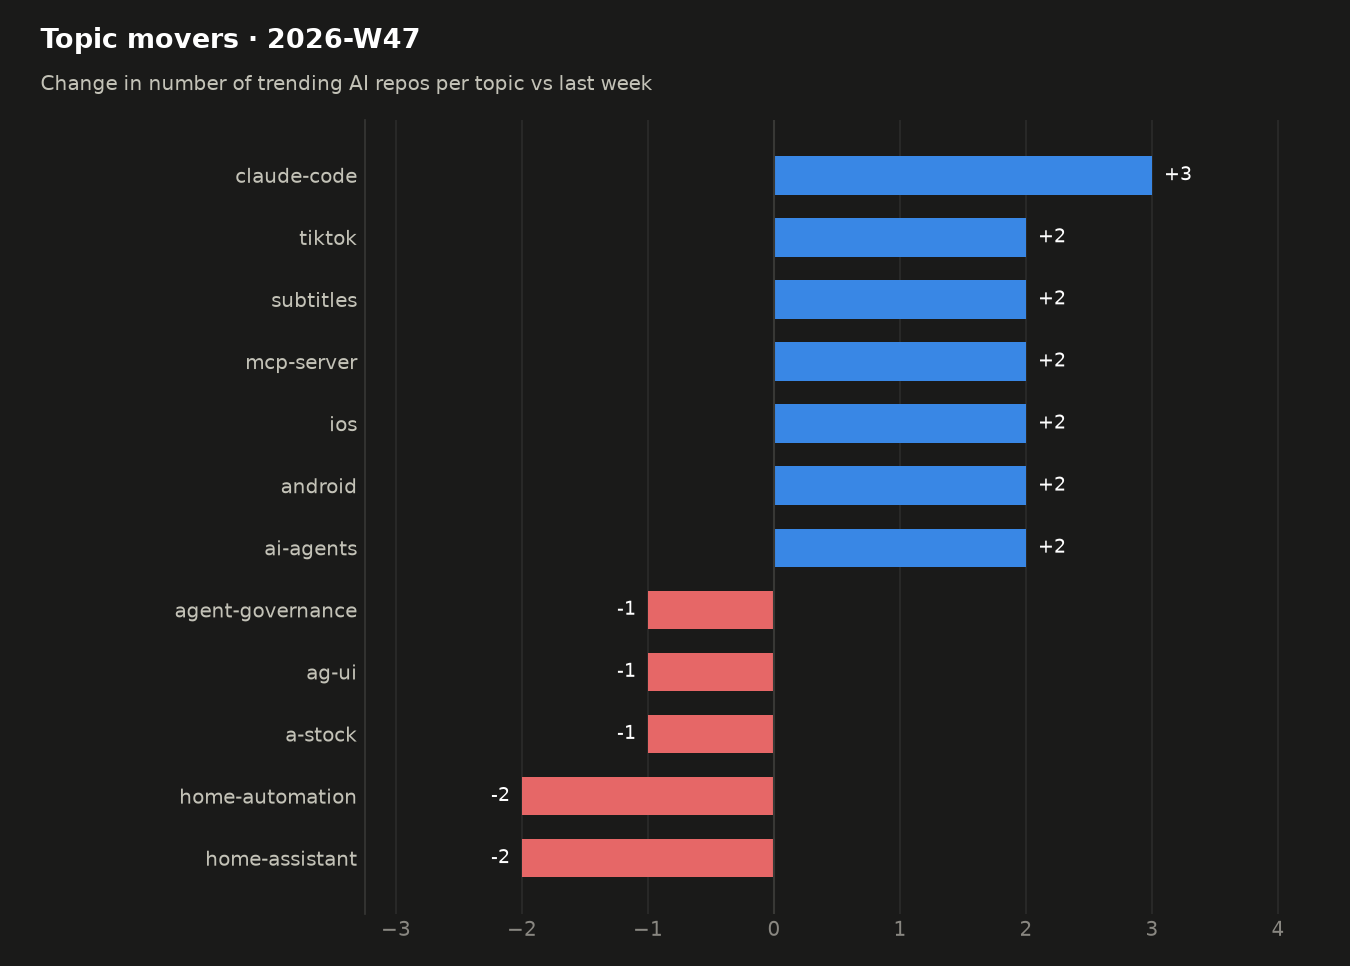 Topic movers · 2026-W47
Change in number of trending AI repos per topic vs last week
claude-code +3
tiktok +2
subtitles +2
mcp-server +2
ios +2
android +2
ai-agents +2
agent-governance -1
ag-ui -1
a-stock -1
home-automation -2
home-assistant -2
−3 −2 −1 0 1 2 3 4